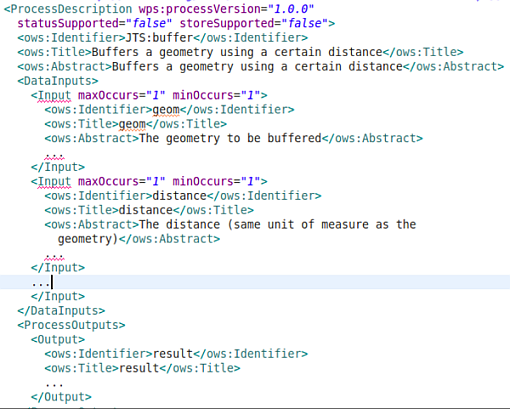 <ProcessDescription wps:processVersion="1.0.0"
statusSupported="false" storeSupported="false">
<ows:Identifier>JTS:buffer</ows:Identifier>
<ows:Title>Buffers a geometry using a certain distance</ows:Title>
<ows:Abstract>Buffers a geometry using a certain distance</ows:Abstract>
<DataInputs>
<Input maxOccurs="1" minOccurs="1">
<ows:Identifier>geom</ows:Identifier>
<ows:Title>geom</ows:Title>
<ows:Abstract>The geometry to be buffered</ows:Abstract>
...
</Input>
<Input maxOccurs="1" minOccurs="1">
<ows:Identifier>distance</ows:Identifier>
<ows:Title>distance</ows:Title>
<ows:Abstract>The distance (same unit of measure as the
geometry)</ows:Abstract>
...
</Input>
...
</Input>
</DataInputs>
<ProcessOutputs>
<Output>
<ows:Identifier>result</ows:Identifier>
<ows:Title>result</ows:Title>
...
</Output>